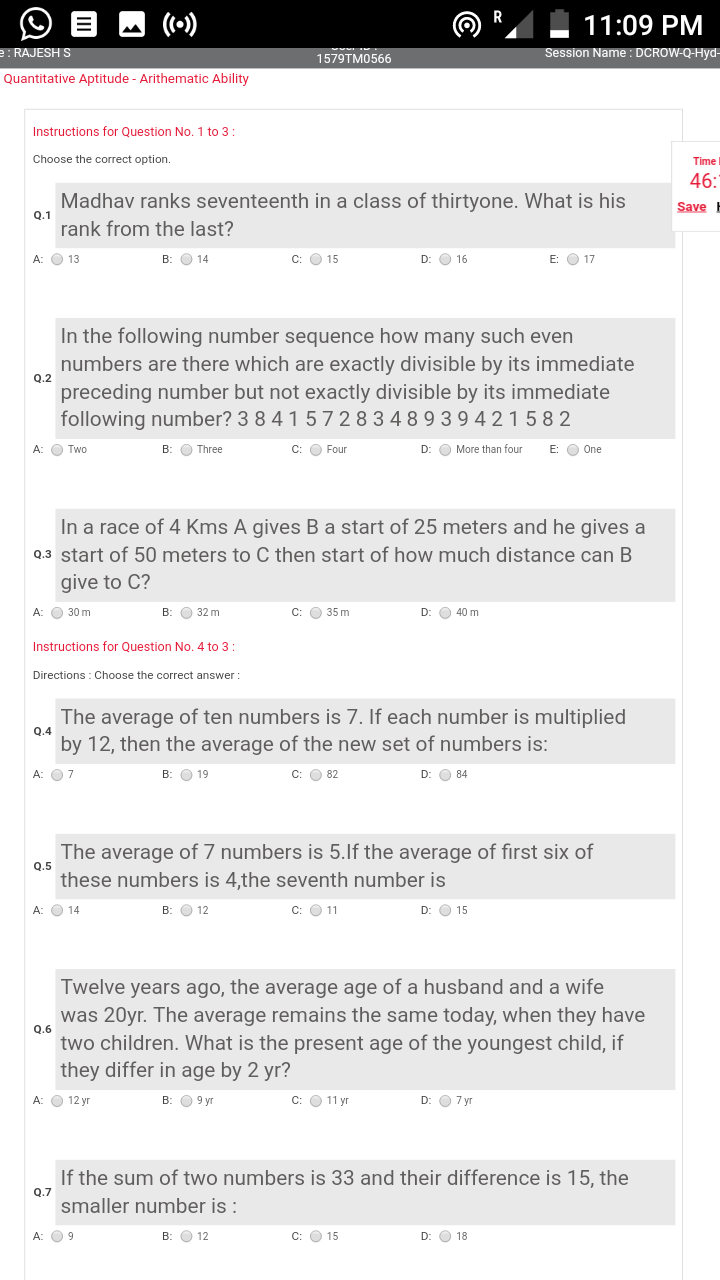 R 11:09 PM
e : RAJESH S
1579TM0566
Session Name : DCROW-Q-Hyd-
Quantitative Aptitude - Arithematic Ability
Instructions for Question No. 1 to 3 :
Choose the correct option.
Time
46:
Save
Q.1 Madhav ranks seventeenth in a class of thirtyone. What is his
rank from the last?
A: 13 B: 14 C: 15 D: 16 E: 17
In the following number sequence how many such even
numbers are there which are exactly divisible by its immediate
Q.2 preceding number but not exactly divisible by its immediate
following number? 3 8 4 1 5 7 2 8 3 4 8 9 3 9 4 2 1 5 8 2
A: Two B: Three C: Four D: More than four E: One
In a race of 4 Kms A gives B a start of 25 meters and he gives a
Q.3 start of 50 meters to C then start of how much distance can B
give to C?
A: 30 m B: 32 m C: 35 m D: 40 m
Instructions for Question No. 4 to 3 :
Directions : Choose the correct answer :
Q.4 The average of ten numbers is 7. If each number is multiplied
by 12, then the average of the new set of numbers is:
A: 7 B: 19 C: 82 D: 84
Q.5 The average of 7 numbers is 5.If the average of first six of
these numbers is 4,the seventh number is
A: 14 B: 12 C: 11 D: 15
Twelve years ago, the average age of a husband and a wife
was 20yr. The average remains the same today, when they have
Q.6 two children. What is the present age of the youngest child, if
they differ in age by 2 yr?
A: 12 yr B: 9 yr C: 11 yr D: 7 yr
Q.7 If the sum of two numbers is 33 and their difference is 15, the
smaller number is :
A: 9 B: 12 C: 15 D: 18